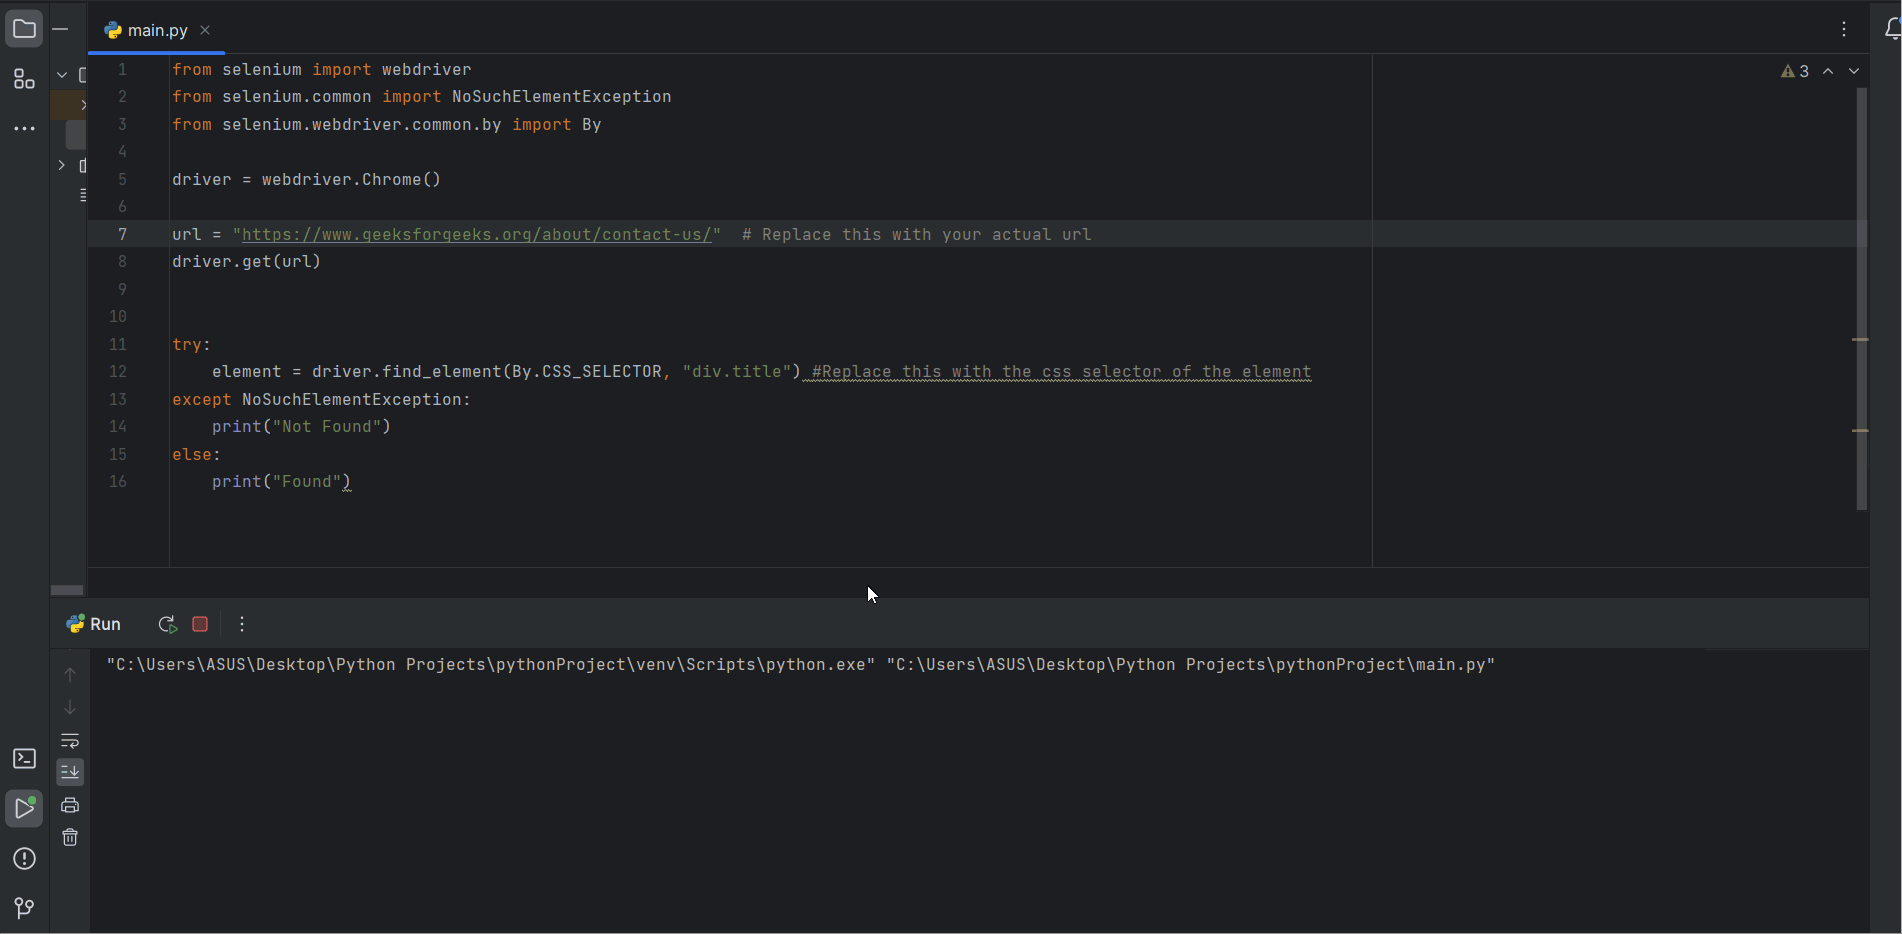 main.py
3
1 from selenium import webdriver
2 from selenium.common import NoSuchElementException
3 from selenium.webdriver.common.by import By
4
5 driver = webdriver.Chrome()
6
7 url = "https://www.geeksforgeeks.org/about/contact-us/"  # Replace this with your actual url
8 driver.get(url)
9
10
11 try:
12     element = driver.find_element(By.CSS_SELECTOR, "div.title") #Replace this with the css selector of the element
13 except NoSuchElementException:
14     print("Not Found")
15 else:
16     print("Found")
Run
"C:\Users\ASUS\Desktop\Python Projects\pythonProject\venv\Scripts\python.exe" "C:\Users\ASUS\Desktop\Python Projects\pythonProject\main.py"